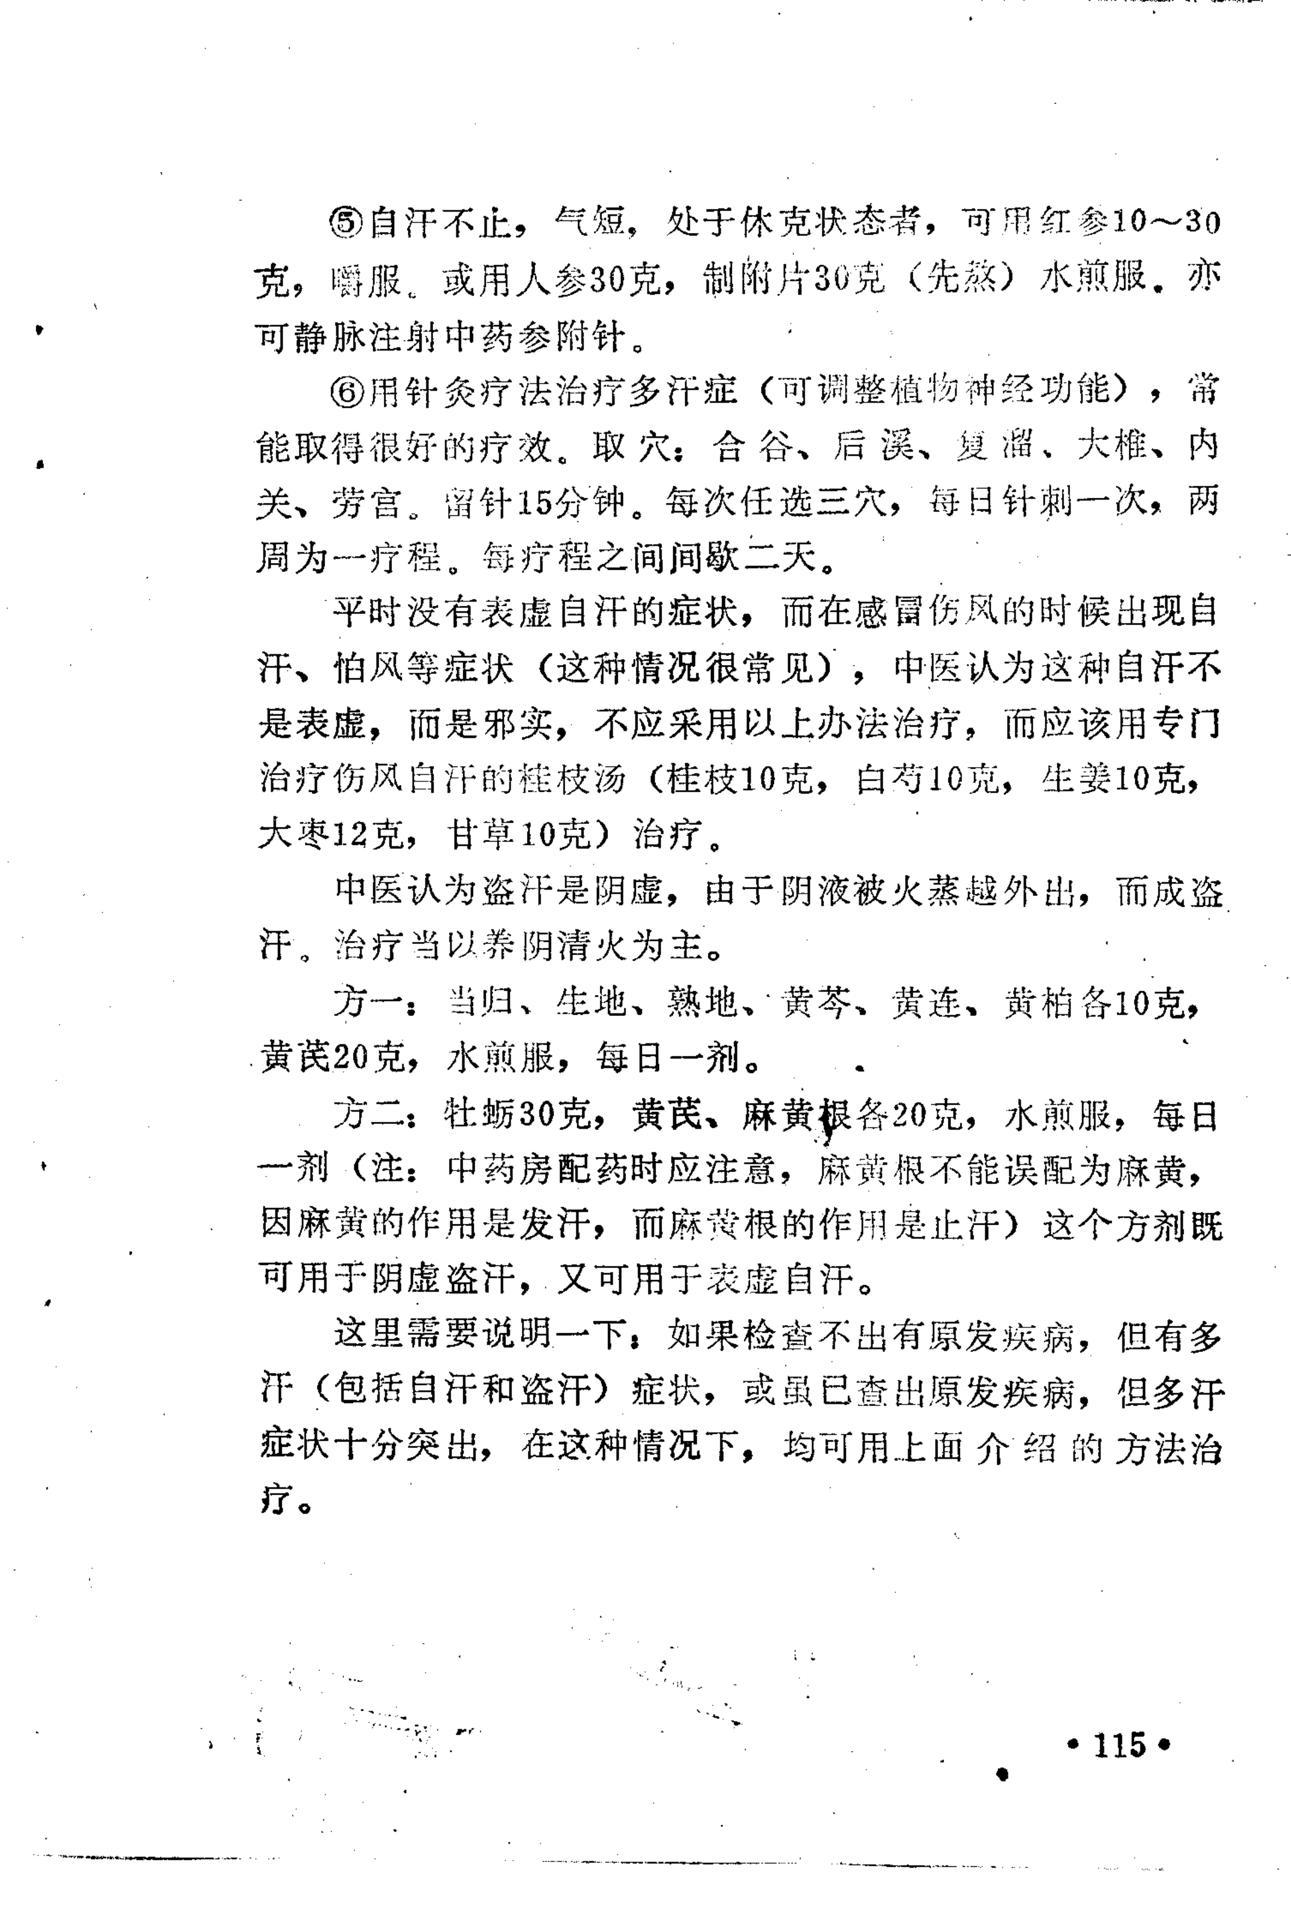 ⑤自汗不止，气短，处于休克状态者，可用红参10～30
克，嚼服。或用人参30克，制附片30克（先熬）水煎服。亦
可静脉注射中药参附针。
⑥用针灸疗法治疗多汗症（可调整植物神经功能），常
能取得很好的疗效。取穴：合谷、后溪、复溜、大椎、内
关、劳宫。留针15分钟。每次任选三穴，每日针刺一次，两
周为一疗程。每疗程之间间歇二天。
平时没有表虚自汗的症状，而在感冒伤风的时候出现自
汗、怕风等症状（这种情况很常见），中医认为这种自汗不
是表虚，而是邪实，不应采用以上办法治疗，而应该用专门
治疗伤风自汗的桂枝汤（桂枝10克，白芍10克，生姜10克，
大枣12克，甘草10克）治疗。
中医认为盗汗是阴虚，由于阴液被火蒸越外出，而成盗
汗。治疗当以养阴清火为主。
方一：当归、生地、熟地、黄芩、黄连、黄柏各10克，
黄芪20克，水煎服，每日一剂。
方二：牡蛎30克，黄芪、麻黄根各20克，水煎服，每日
一剂（注：中药房配药时应注意，麻黄根不能误配为麻黄，
因麻黄的作用是发汗，而麻黄根的作用是止汗）这个方剂既
可用于阴虚盗汗，又可用于表虚自汗。
这里需要说明一下：如果检查不出有原发疾病，但有多
汗（包括自汗和盗汗）症状，或虽已查出原发疾病，但多汗
症状十分突出，在这种情况下，均可用上面介绍的方法治
疗。
•115•